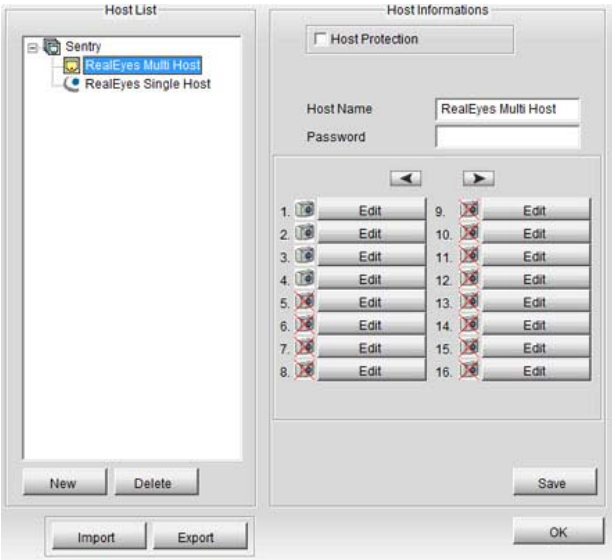 Host List
Sentry
RealEyes Multi Host
RealEyes Single Host
New Delete
Import Export
Host Informations
Host Protection
Host Name RealEyes Multi Host
Password
1. Edit 9. Edit
2. Edit 10. Edit
3. Edit 11. Edit
4. Edit 12. Edit
5. Edit 13. Edit
6. Edit 14. Edit
7. Edit 15. Edit
8. Edit 16. Edit
Save
OK